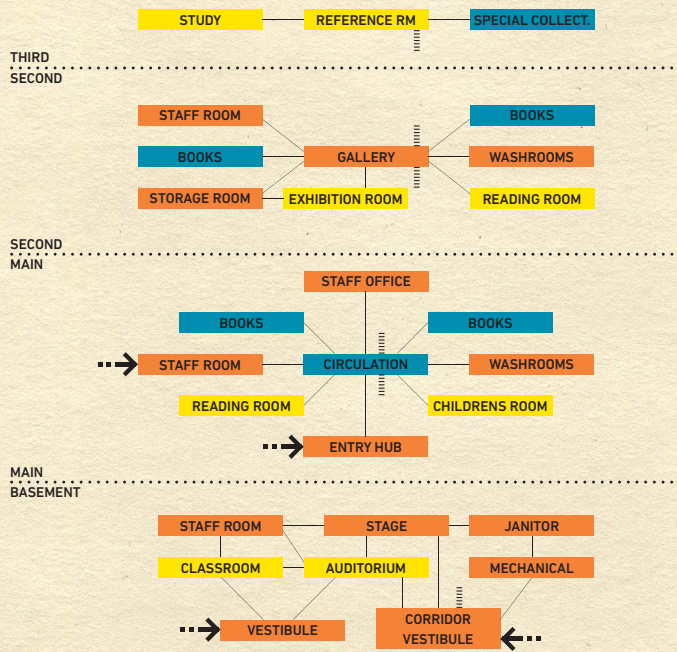 STUDY
REFERENCE RM
SPECIAL COLLECT.
THIRD
SECOND
STAFF ROOM
BOOKS
BOOKS
GALLERY
WASHROOMS
STORAGE ROOM
EXHIBITION ROOM
READING ROOM
SECOND
MAIN
STAFF OFFICE
BOOKS
BOOKS
STAFF ROOM
CIRCULATION
WASHROOMS
READING ROOM
CHILDRENS ROOM
ENTRY HUB
MAIN
BASEMENT
STAFF ROOM
STAGE
JANITOR
CLASSROOM
AUDITORIUM
MECHANICAL
VESTIBULE
CORRIDOR
VESTIBULE